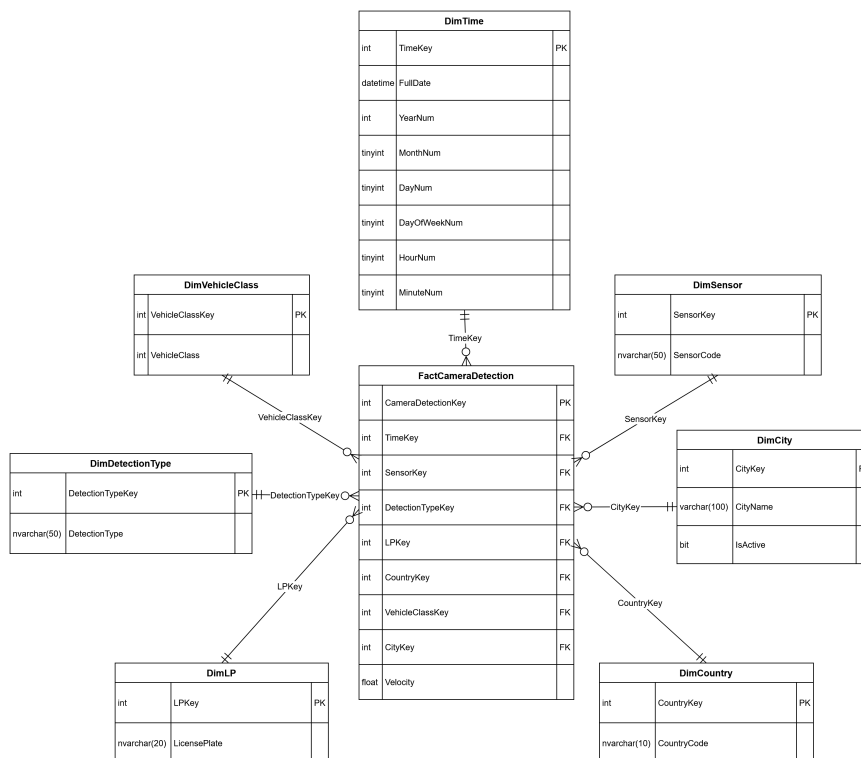 DimTime
int TimeKey PK
datetime FullDate
int YearNum
tinyint MonthNum
tinyint DayNum
tinyint DayOfWeekNum
tinyint HourNum
tinyint MinuteNum
DimVehicleClass
int VehicleClassKey PK
int VehicleClass
DimSensor
int SensorKey PK
nvarchar(50) SensorCode
TimeKey
VehicleClassKey
SensorKey
FactCameraDetection
int CameraDetectionKey PK
int TimeKey FK
int SensorKey FK
int DetectionTypeKey FK
int LPKey FK
int CountryKey FK
int VehicleClassKey FK
int CityKey FK
float Velocity
DimDetectionType
int DetectionTypeKey PK
nvarchar(50) DetectionType
DetectionTypeKey
DimCity
int CityKey
varchar(100) CityName
bit IsActive
CityKey
LPKey
CountryKey
DimLP
int LPKey PK
nvarchar(20) LicensePlate
DimCountry
int CountryKey PK
nvarchar(10) CountryCode